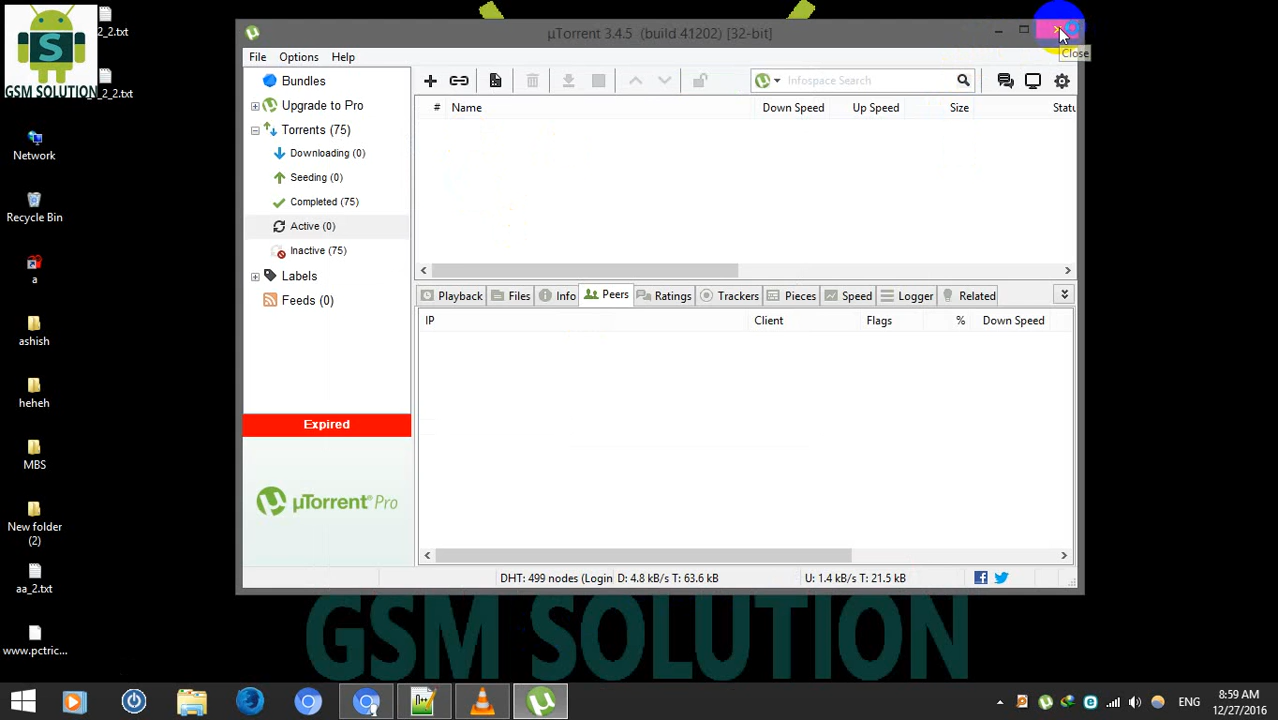 _2_2.txt
_2_2.txt
S
GSM SOLUTION
Network
Recycle Bin
a
ashish
heheh
MBS
New folder
(2)
aa_2.txt
www.pctric...
µTorrent 3.4.5 (build 41202) [32-bit]
Close
File Options Help
Infospace Search
Bundles
Upgrade to Pro
Torrents (75)
Downloading (0)
Seeding (0)
Completed (75)
Active (0)
Inactive (75)
Labels
Feeds (0)
Expired
µTorrent® Pro
# Name Down Speed Up Speed Size Statu
Playback Files Info Peers Ratings Trackers Pieces Speed Logger Related
IP Client Flags % Down Speed
DHT: 499 nodes (Login D: 4.8 kB/s T: 63.6 kB U: 1.4 kB/s T: 21.5 kB
GSM SOLUTION
ENG
8:59 AM
12/27/2016